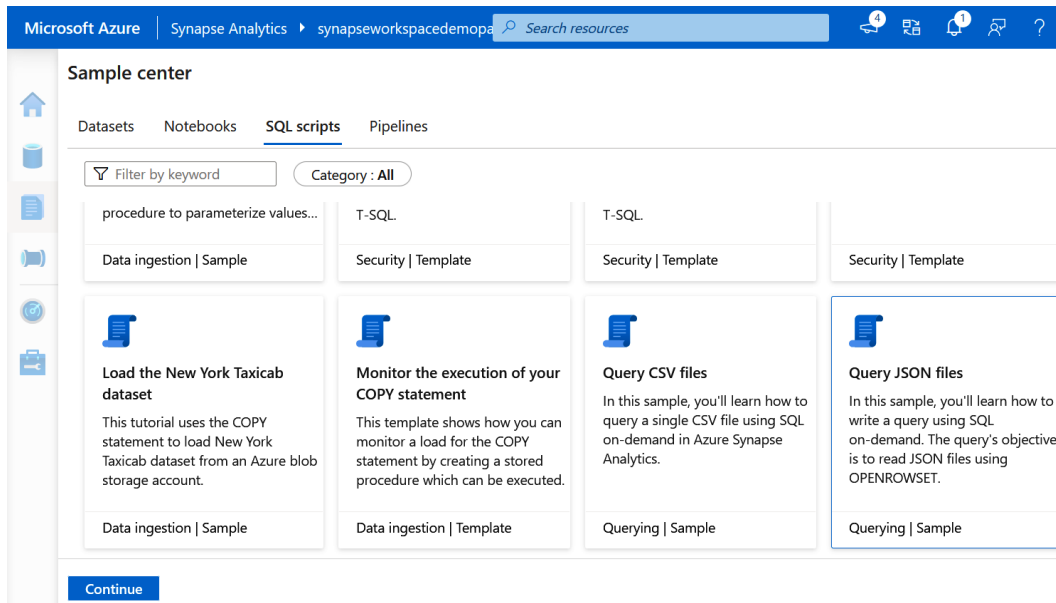 Microsoft Azure
Synapse Analytics
synapseworkspacedemopa
Search resources
4
1
?
Sample center
Datasets
Notebooks
SQL scripts
Pipelines
Filter by keyword
Category : All
procedure to parameterize values...
Data ingestion | Sample
T-SQL.
Security | Template
T-SQL.
Security | Template
Security | Template
Load the New York Taxicab
dataset
This tutorial uses the COPY
statement to load New York
Taxicab dataset from an Azure blob
storage account.
Data ingestion | Sample
Monitor the execution of your
COPY statement
This template shows how you can
monitor a load for the COPY
statement by creating a stored
procedure which can be executed.
Data ingestion | Template
Query CSV files
In this sample, you'll learn how to
query a single CSV file using SQL
on-demand in Azure Synapse
Analytics.
Querying | Sample
Query JSON files
In this sample, you'll learn how to
write a query using SQL
on-demand. The query's objective
is to read JSON files using
OPENROWSET.
Querying | Sample
Continue